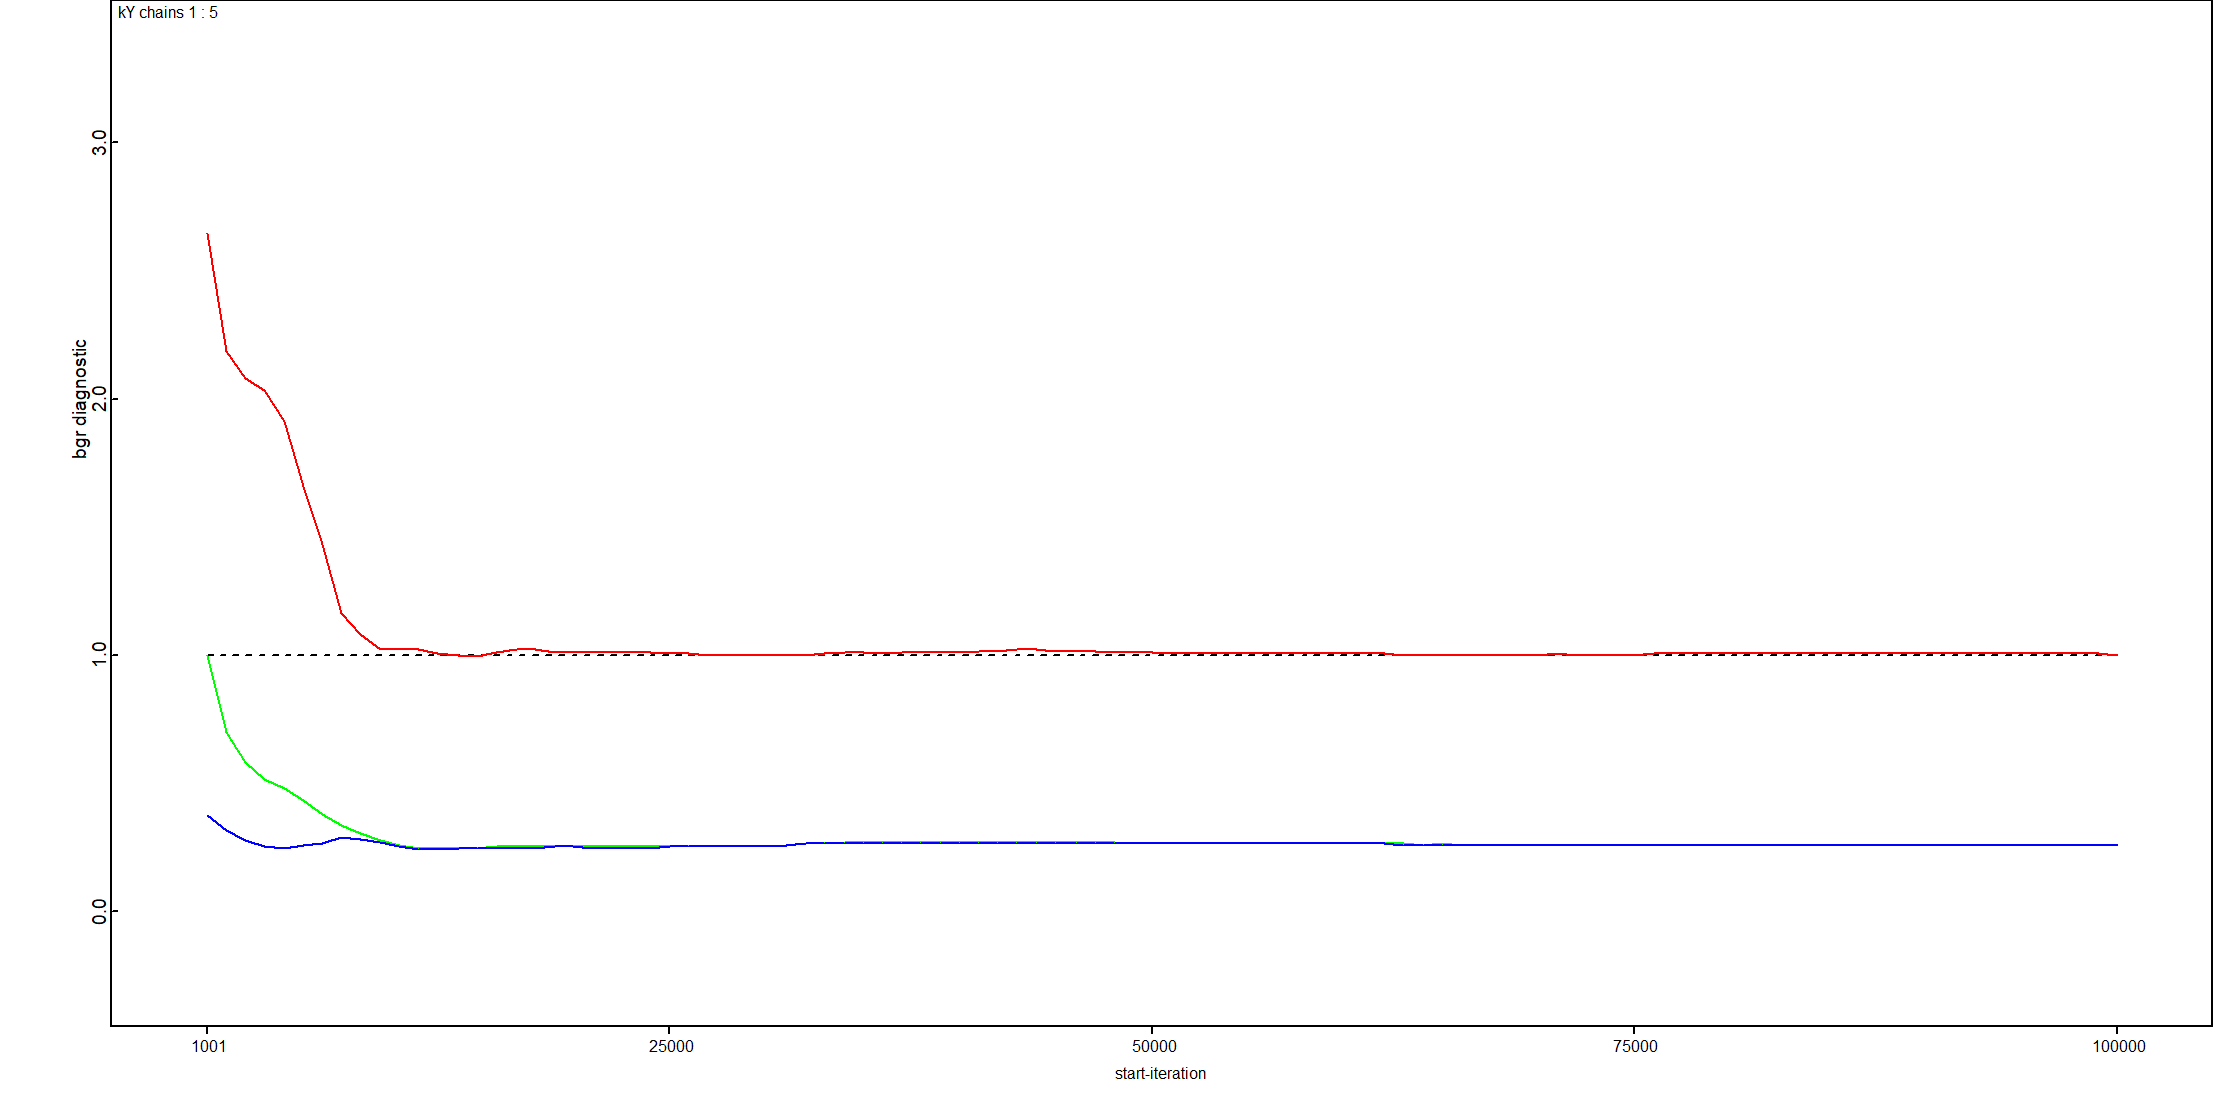 kY chains 1 : 5
3.0
2.0
1.0
0.0
bgr diagnostic
1001 25000 50000 75000 100000
start-iteration